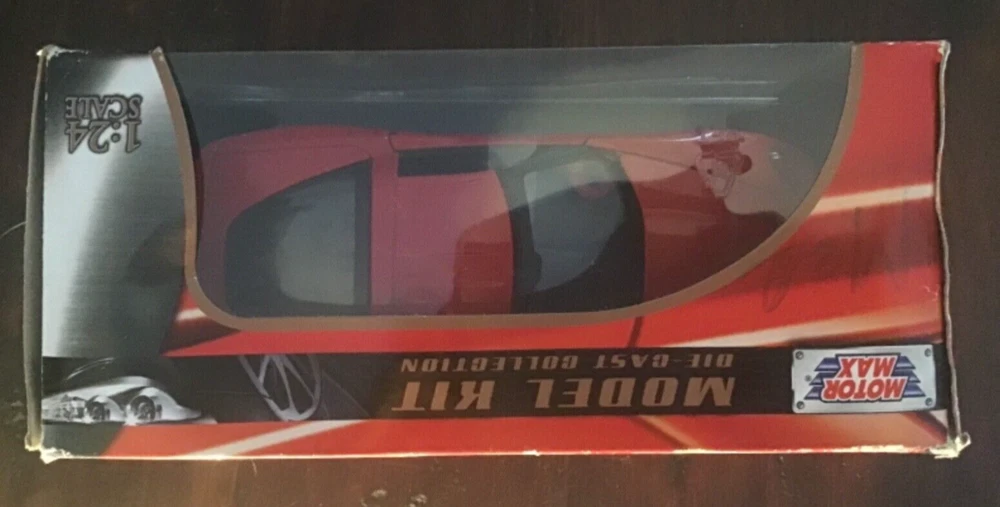 MOTOR
MAX
MODEL KIT
DIE-CAST COLLECTION
1:24
SCALE